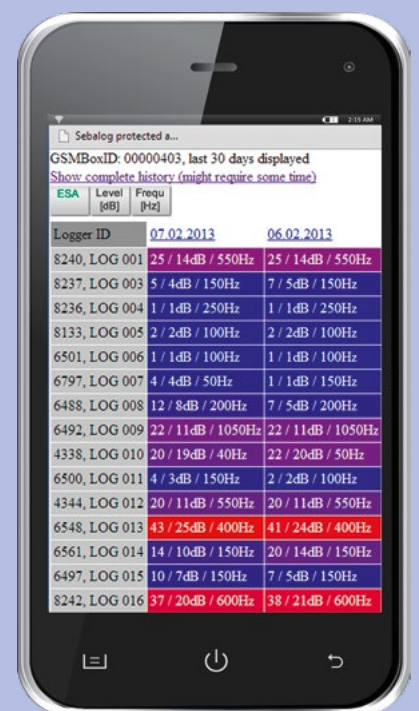 2:15 AM
Sebalog protected a...
GSMBoxID: 00000403, last 30 days displayed
Show complete history (might require some time)
ESA Level [dB] Frequ [Hz]
Logger ID 07.02.2013 06.02.2013
8240, LOG 001 25 / 14dB / 550Hz 25 / 14dB / 550Hz
8237, LOG 003 5 / 4dB / 150Hz 7 / 5dB / 150Hz
8236, LOG 004 1 / 1dB / 250Hz 1 / 1dB / 250Hz
8133, LOG 005 2 / 2dB / 100Hz 2 / 2dB / 100Hz
6501, LOG 006 1 / 1dB / 100Hz 1 / 1dB / 100Hz
6797, LOG 007 4 / 4dB / 50Hz 1 / 1dB / 150Hz
6488, LOG 008 12 / 8dB / 200Hz 7 / 5dB / 200Hz
6492, LOG 009 22 / 11dB / 1050Hz 22 / 11dB / 1050Hz
4338, LOG 010 20 / 19dB / 40Hz 22 / 20dB / 50Hz
6500, LOG 011 4 / 3dB / 150Hz 2 / 2dB / 100Hz
4344, LOG 012 20 / 11dB / 550Hz 20 / 11dB / 550Hz
6548, LOG 013 43 / 25dB / 400Hz 41 / 24dB / 400Hz
6561, LOG 014 14 / 10dB / 150Hz 20 / 14dB / 150Hz
6497, LOG 015 10 / 7dB / 150Hz 7 / 5dB / 150Hz
8242, LOG 016 37 / 20dB / 600Hz 38 / 21dB / 600Hz